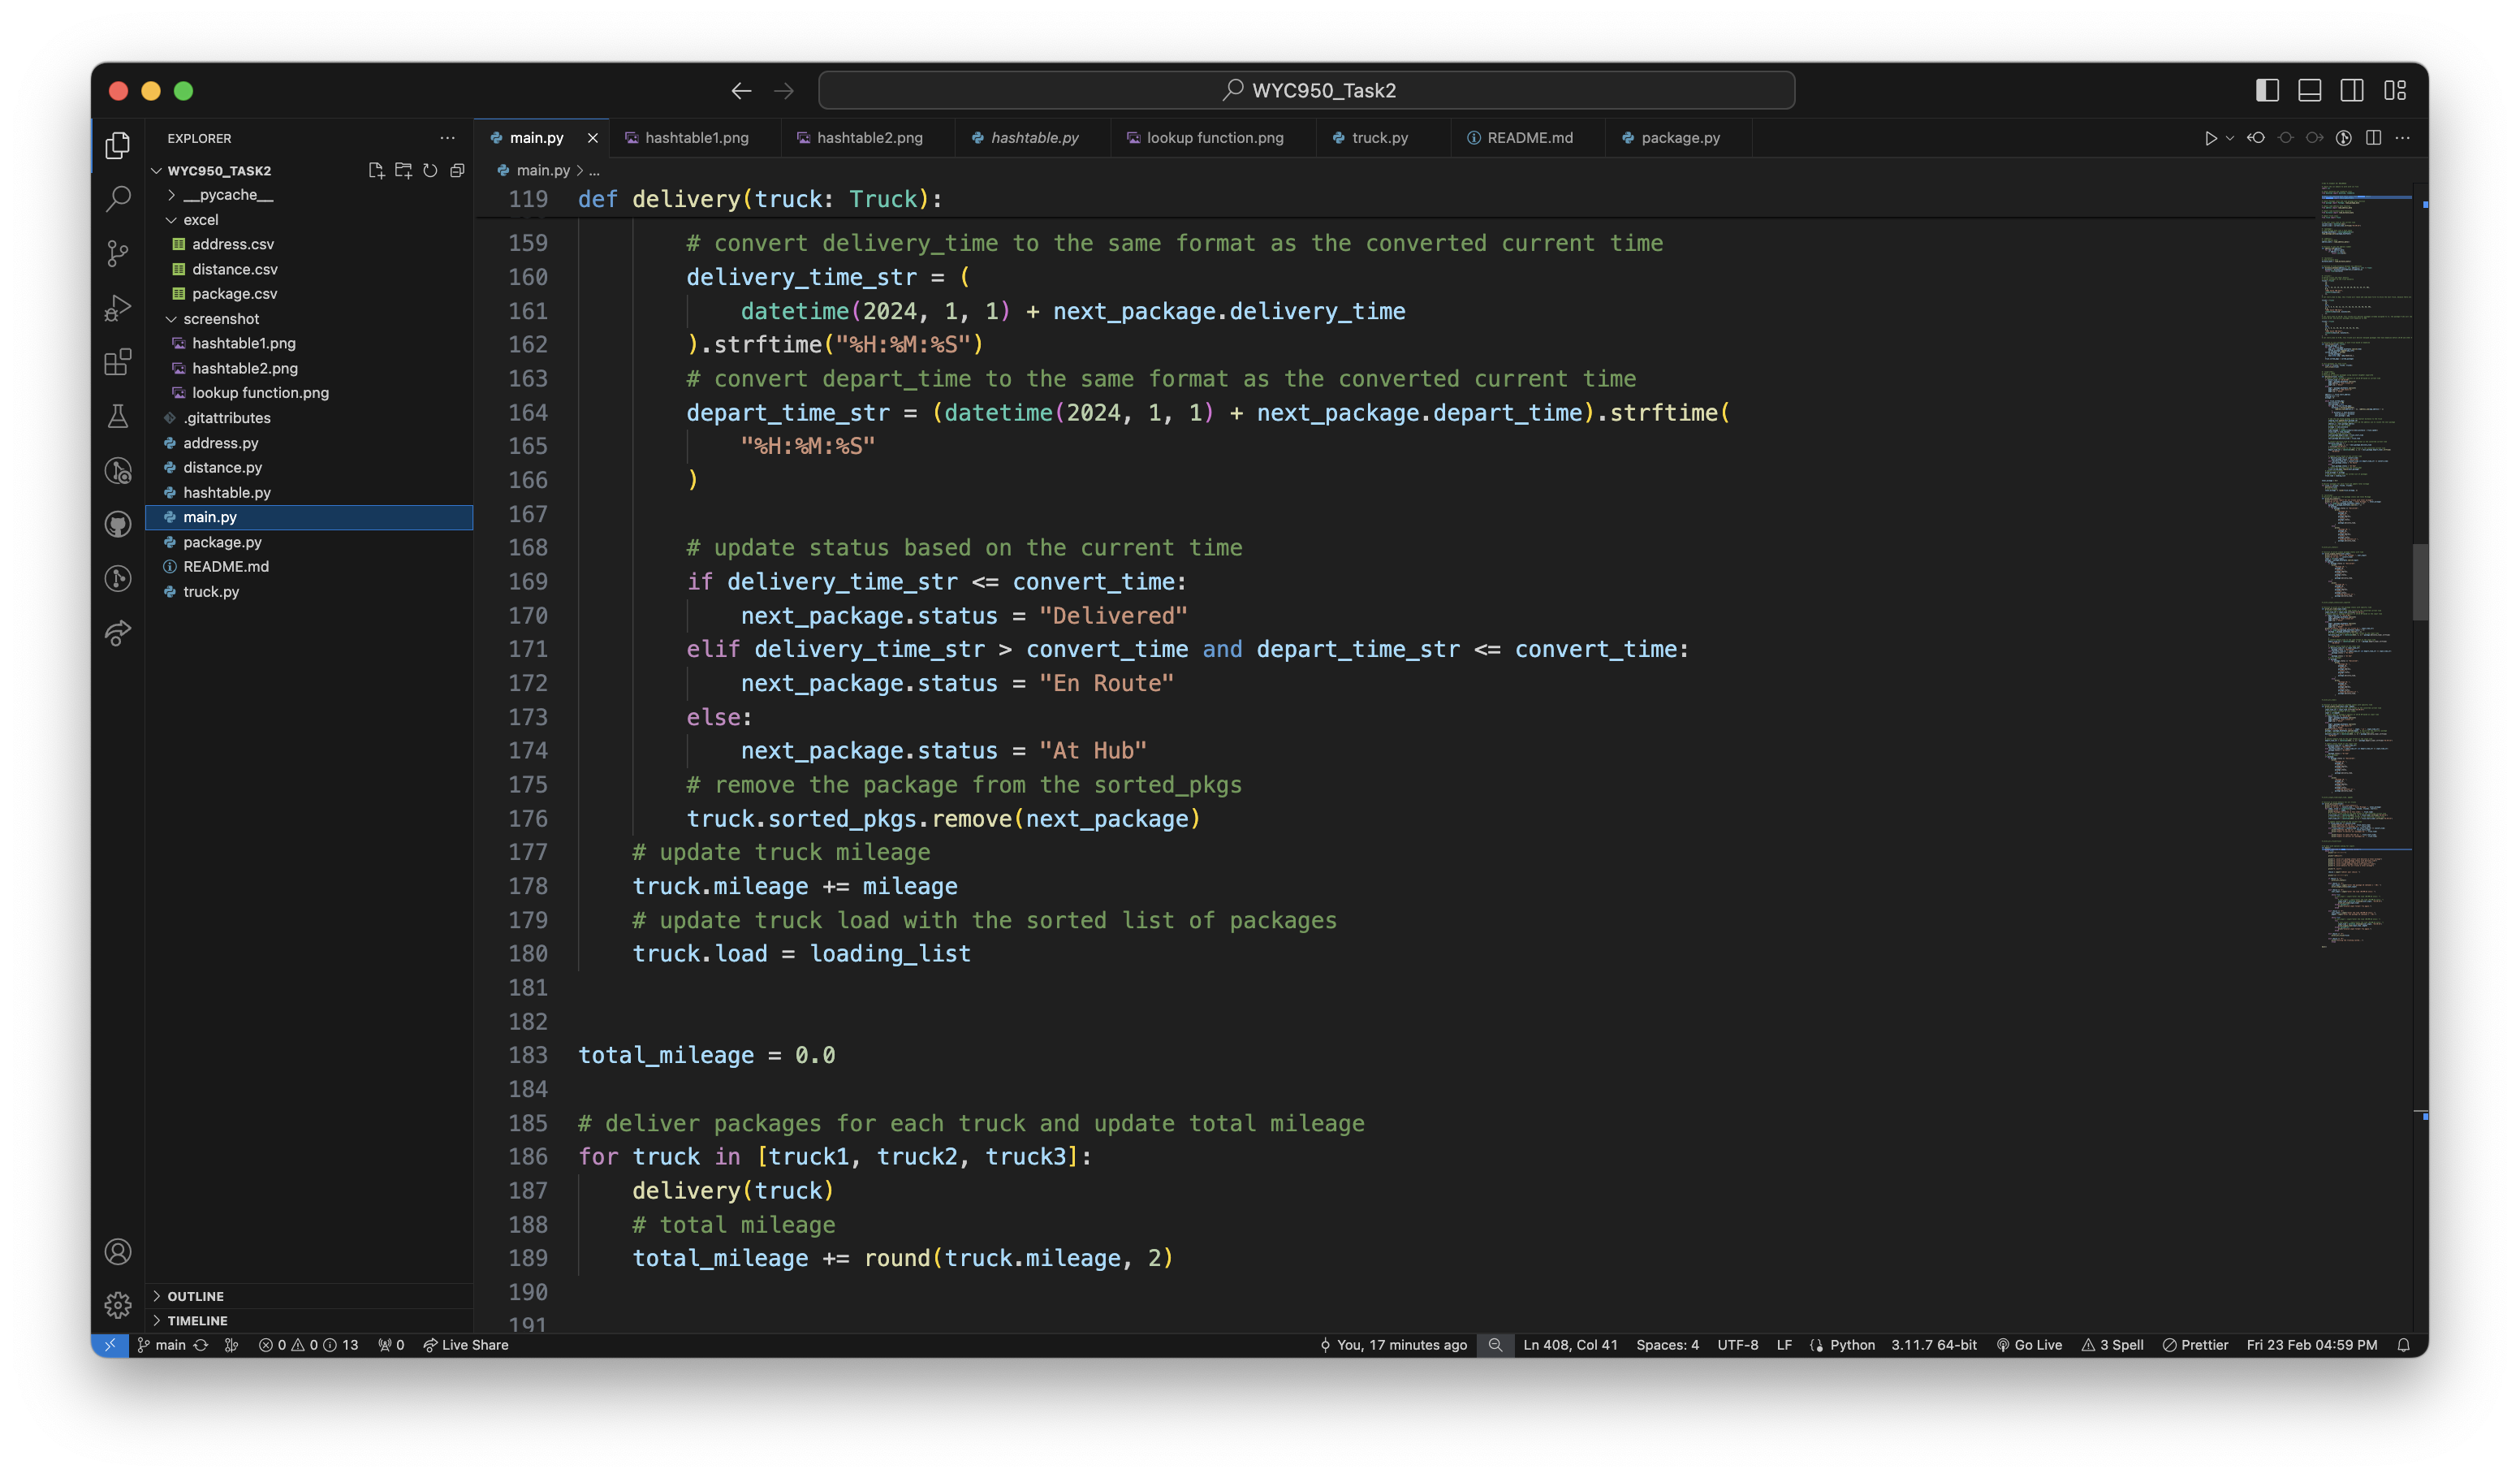 WYC950_Task2
EXPLORER
WYC950_TASK2
__pycache__
excel
address.csv
distance.csv
package.csv
screenshot
hashtable1.png
hashtable2.png
lookup function.png
.gitattributes
address.py
distance.py
hashtable.py
main.py
package.py
README.md
truck.py
OUTLINE
TIMELINE
main.py hashtable1.png hashtable2.png hashtable.py lookup function.png truck.py README.md package.py
main.py > ...
119 def delivery(truck: Truck):
159 # convert delivery_time to the same format as the converted current time
160 delivery_time_str = (
161 datetime(2024, 1, 1) + next_package.delivery_time
162 ).strftime("%H:%M:%S")
163 # convert depart_time to the same format as the converted current time
164 depart_time_str = (datetime(2024, 1, 1) + next_package.depart_time).strftime(
165 "%H:%M:%S"
166 )
167
168 # update status based on the current time
169 if delivery_time_str <= convert_time:
170 next_package.status = "Delivered"
171 elif delivery_time_str > convert_time and depart_time_str <= convert_time:
172 next_package.status = "En Route"
173 else:
174 next_package.status = "At Hub"
175 # remove the package from the sorted_pkgs
176 truck.sorted_pkgs.remove(next_package)
177 # update truck mileage
178 truck.mileage += mileage
179 # update truck load with the sorted list of packages
180 truck.load = loading_list
181
182
183 total_mileage = 0.0
184
185 # deliver packages for each truck and update total mileage
186 for truck in [truck1, truck2, truck3]:
187 delivery(truck)
188 # total mileage
189 total_mileage += round(truck.mileage, 2)
190
191
main 0 0 13 0 Live Share You, 17 minutes ago Ln 408, Col 41 Spaces: 4 UTF-8 LF Python 3.11.7 64-bit Go Live 3 Spell Prettier Fri 23 Feb 04:59 PM